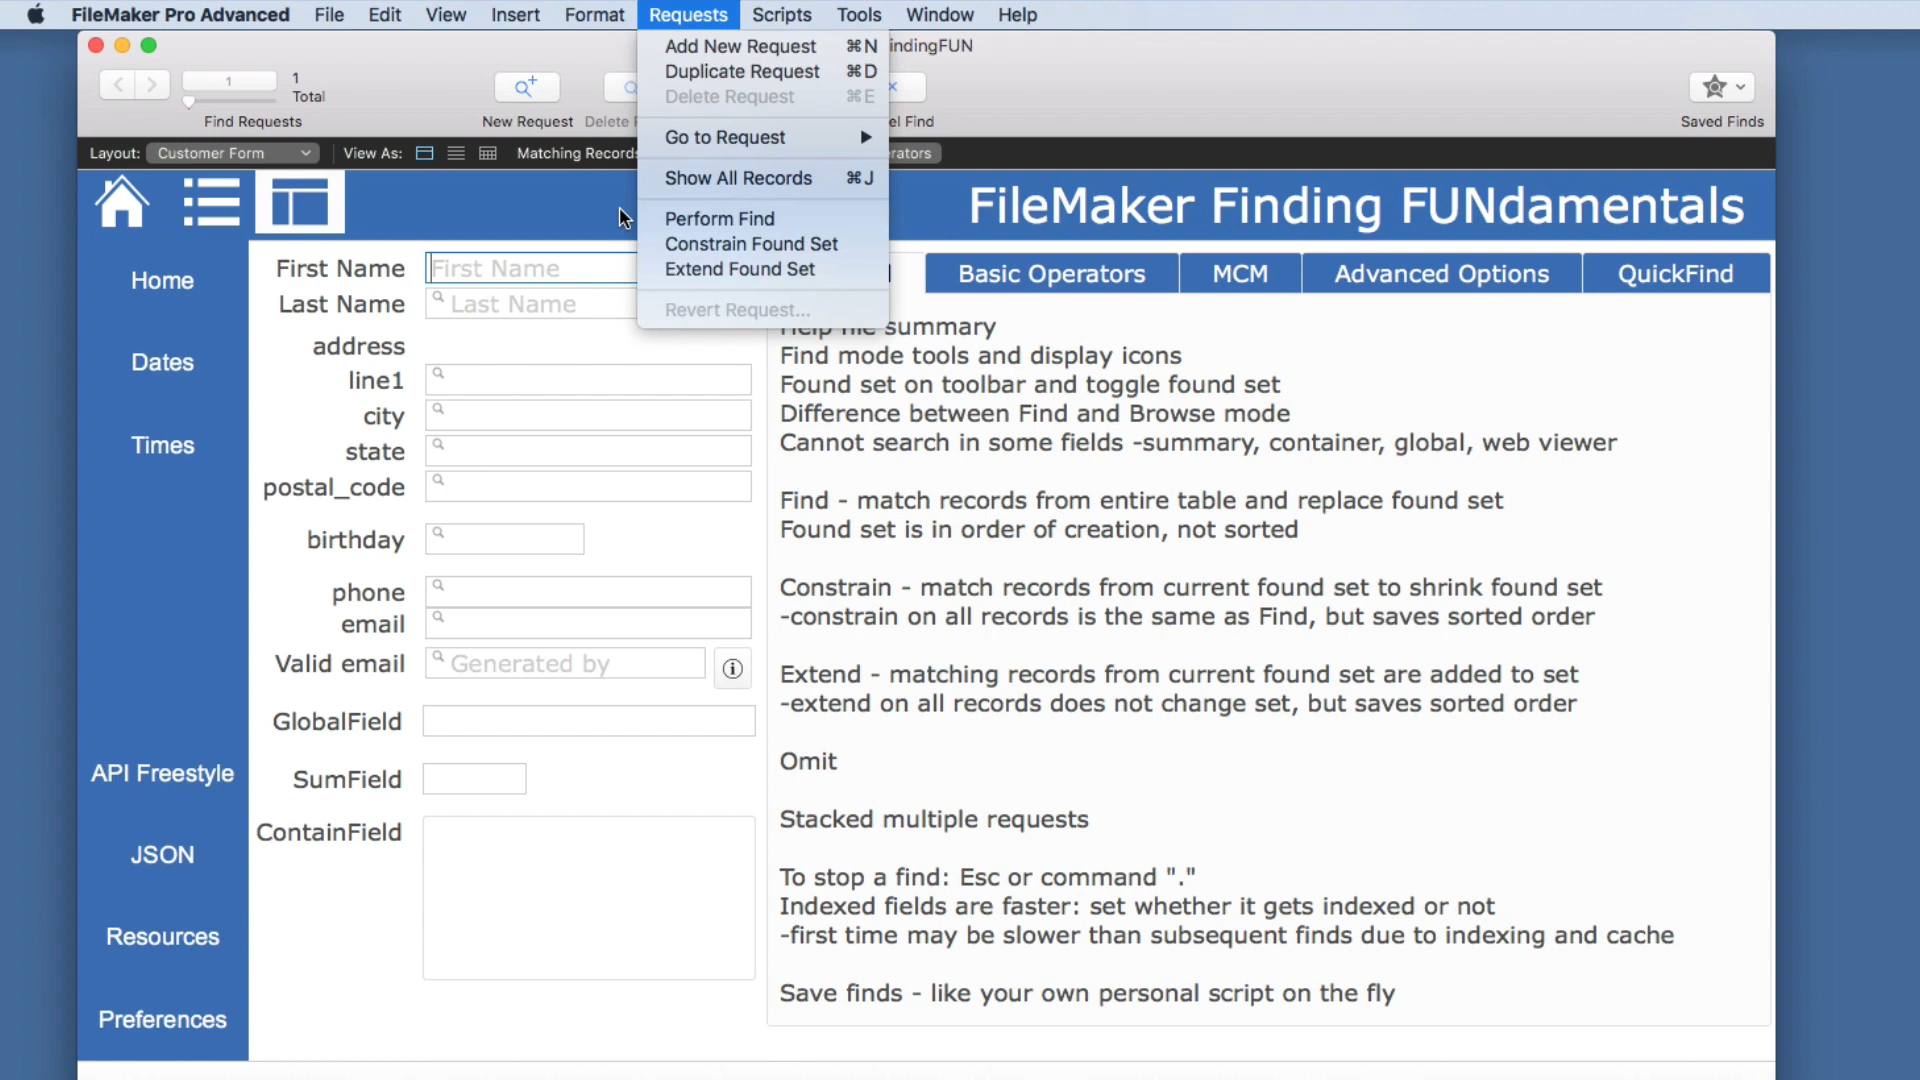 FileMaker Pro Advanced File Edit View Insert Format Requests Scripts Tools Window Help
indingFUN
Add New Request ⌘N
Duplicate Request ⌘D
Delete Request ⌘E
Go to Request ▶
Show All Records ⌘J
Perform Find
Constrain Found Set
Extend Found Set
Revert Request...
1
1
Total
Find Requests
New Request
Delete
el Find
Saved Finds
Layout: Customer Form
View As:
Matching Records
rators
FileMaker Finding FUNdamentals
Home
Dates
Times
API Freestyle
JSON
Resources
Preferences
First Name First Name
Last Name Last Name
address
line1
city
state
postal_code
birthday
phone
email
Valid email Generated by
GlobalField
SumField
ContainField
Basic Operators MCM Advanced Options QuickFind
Help file summary
Find mode tools and display icons
Found set on toolbar and toggle found set
Difference between Find and Browse mode
Cannot search in some fields -summary, container, global, web viewer
Find - match records from entire table and replace found set
Found set is in order of creation, not sorted
Constrain - match records from current found set to shrink found set
-constrain on all records is the same as Find, but saves sorted order
Extend - matching records from current found set are added to set
-extend on all records does not change set, but saves sorted order
Omit
Stacked multiple requests
To stop a find: Esc or command "."
Indexed fields are faster: set whether it gets indexed or not
-first time may be slower than subsequent finds due to indexing and cache
Save finds - like your own personal script on the fly